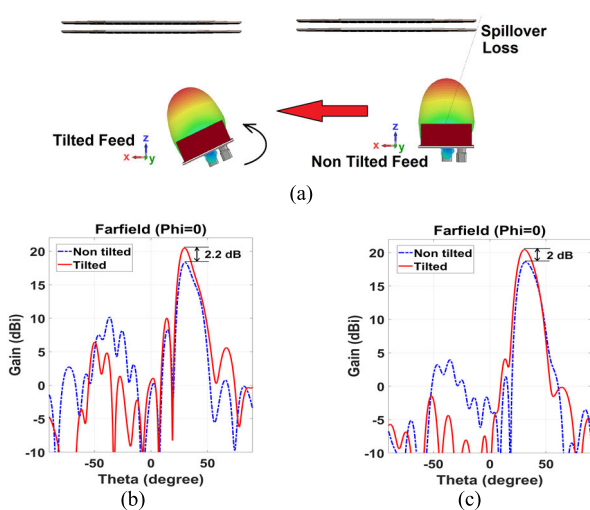 Spillover
Loss
Tilted Feed
z
x
y
Non Tilted Feed
z
x
y
(a)
Farfield (Phi=0)
Non tilted
Tilted
2.2 dB
Gain (dBi)
20
15
10
5
0
-5
-10
-50
0
50
Theta (degree)
(b)
Farfield (Phi=0)
Non tilted
Tilted
2 dB
Gain (dBi)
20
15
10
5
0
-5
-10
-50
0
50
Theta (degree)
(c)